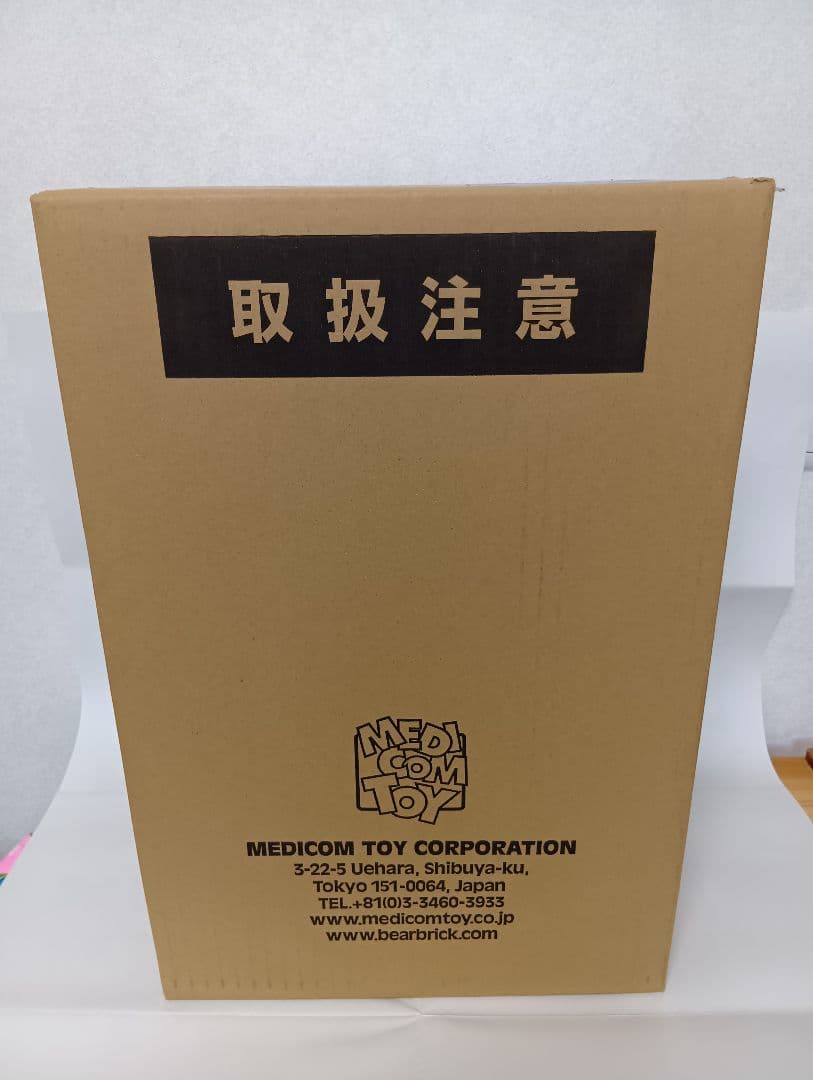 取扱注意
MEDI
COM
TOY
MEDICOM TOY CORPORATION
3-22-5 Uehara, Shibuya-ku,
Tokyo 151-0064, Japan
TEL.+81(0)3-3460-3933
www.medicomtoy.co.jp
www.bearbrick.com